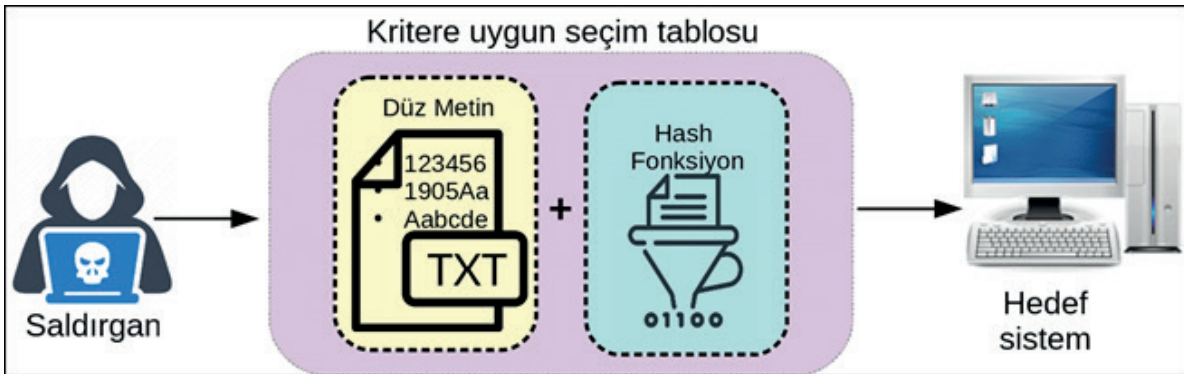 Kritere uygun seçim tablosu
Düz Metin
• 123456
• 1905Aa
• Aabcde
TXT
+
Hash
Fonksiyon
01100
Saldırgan
Hedef
sistem